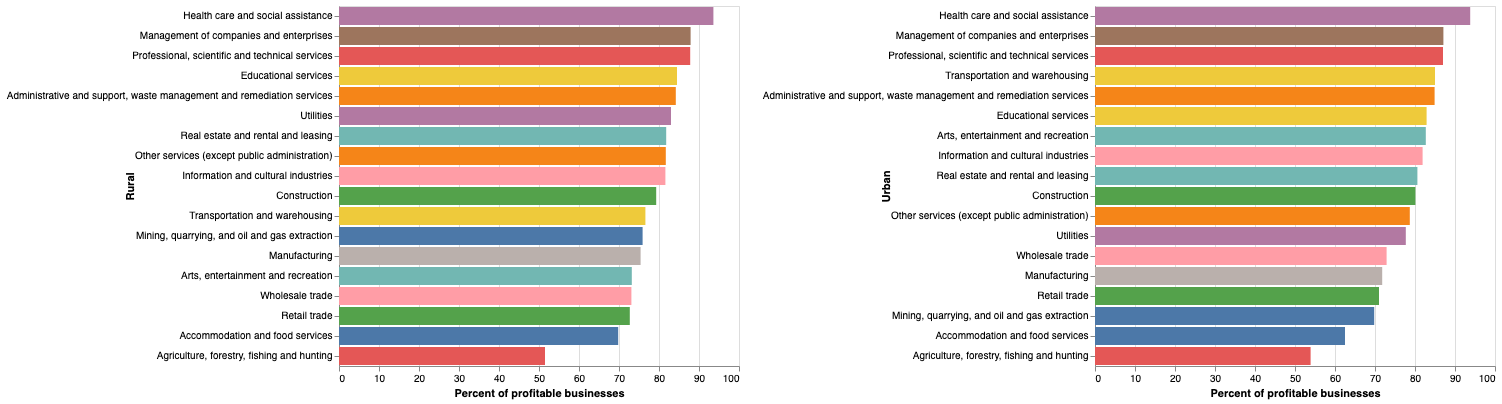 Rural
Health care and social assistance
Management of companies and enterprises
Professional, scientific and technical services
Educational services
Administrative and support, waste management and remediation services
Utilities
Real estate and rental and leasing
Other services (except public administration)
Information and cultural industries
Construction
Transportation and warehousing
Mining, quarrying, and oil and gas extraction
Manufacturing
Arts, entertainment and recreation
Wholesale trade
Retail trade
Accommodation and food services
Agriculture, forestry, fishing and hunting
0 10 20 30 40 50 60 70 80 90 100
Percent of profitable businesses
Urban
Health care and social assistance
Management of companies and enterprises
Professional, scientific and technical services
Transportation and warehousing
Administrative and support, waste management and remediation services
Educational services
Arts, entertainment and recreation
Information and cultural industries
Real estate and rental and leasing
Construction
Other services (except public administration)
Utilities
Wholesale trade
Manufacturing
Retail trade
Mining, quarrying, and oil and gas extraction
Accommodation and food services
Agriculture, forestry, fishing and hunting
0 10 20 30 40 50 60 70 80 90 100
Percent of profitable businesses